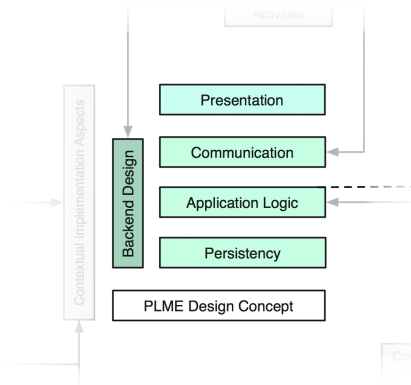 Activities
Presentation
Communication
Application Logic
Persistency
Backend Design
Contextual Implementation Aspects
PLME Design Concept